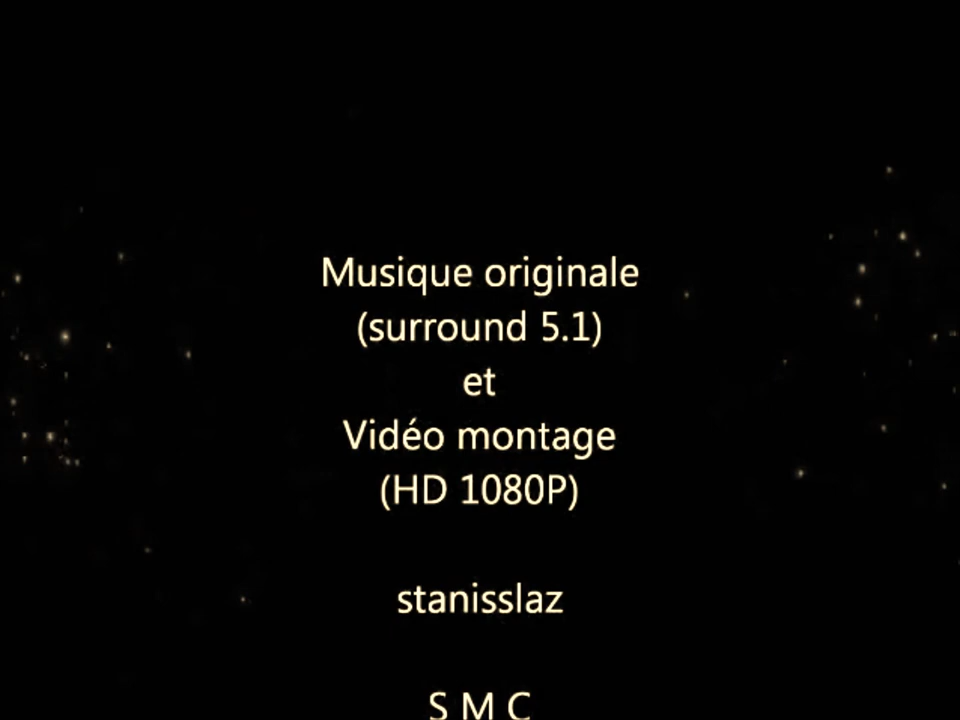 Musique originale
(surround 5.1)
et
Vidéo montage
(HD 1080P)
stanisslaz
S M C